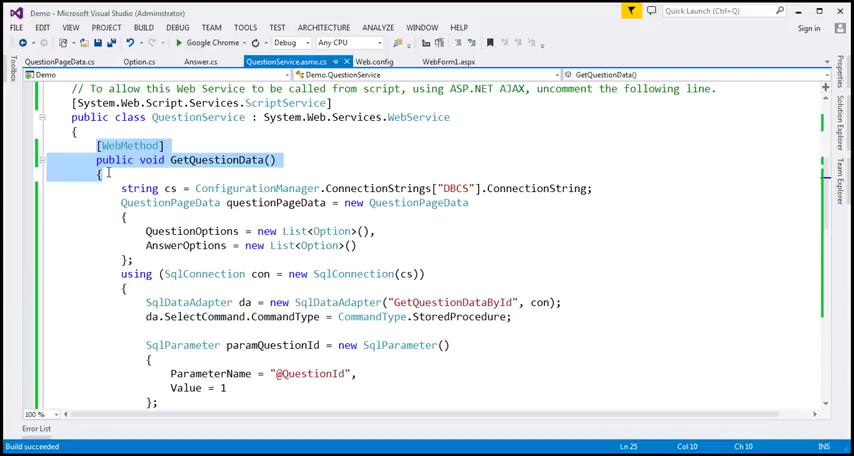 Demo - Microsoft Visual Studio (Administrator)
Quick Launch (Ctrl+Q)
FILE EDIT VIEW PROJECT BUILD DEBUG TEAM TOOLS TEST ARCHITECTURE ANALYZE WINDOW HELP
Sign in
Google Chrome Debug Any CPU
QuestionPageData.cs Option.cs Answer.cs QuestionService.asmx.cs Web.config WebForm1.aspx
Demo Demo.QuestionService GetQuestionData()
Toolbox
Properties
Solution Explorer
Team Explorer
// To allow this Web Service to be called from script, using ASP.NET AJAX, uncomment the following line.
[System.Web.Script.Services.ScriptService]
public class QuestionService : System.Web.Services.WebService
{
[WebMethod]
public void GetQuestionData()
{
string cs = ConfigurationManager.ConnectionStrings["DBCS"].ConnectionString;
QuestionPageData questionPageData = new QuestionPageData
{
QuestionOptions = new List<Option>(),
AnswerOptions = new List<Option>()
};
using (SqlConnection con = new SqlConnection(cs))
{
SqlDataAdapter da = new SqlDataAdapter("GetQuestionDataById", con);
da.SelectCommand.CommandType = CommandType.StoredProcedure;
SqlParameter paramQuestionId = new SqlParameter()
{
ParameterName = "@QuestionId",
Value = 1
};
100 %
Error List
Build succeeded Ln 25 Col 10 Ch 10 INS